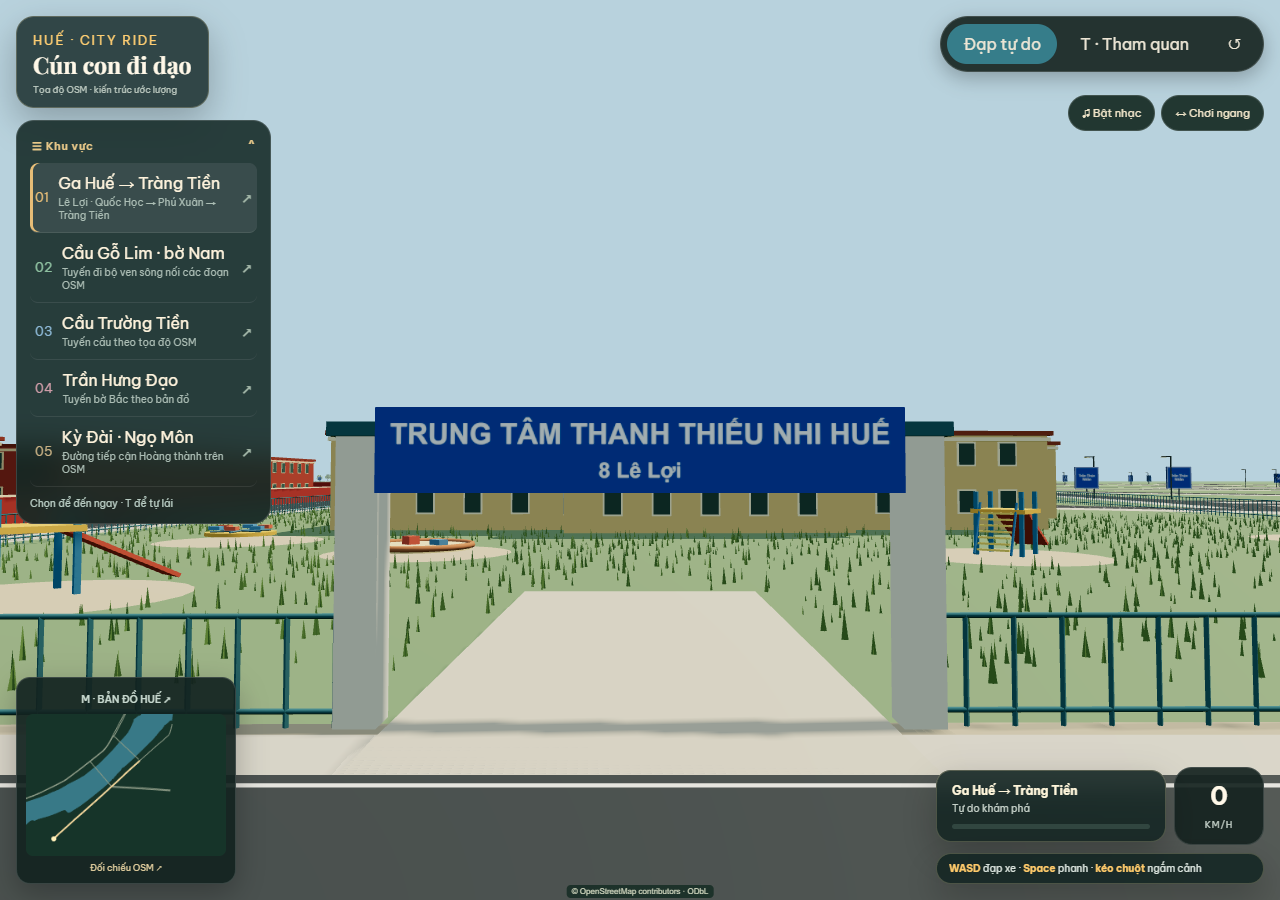 HUẾ · CITY RIDE
Cún con đi dạo
Tọa độ OSM · kiến trúc ước lượng
Đạp tự do
T · Tham quan
↺
♫ Bật nhạc
↔ Chơi ngang
☰ Khu vực
^
01
Ga Huế → Tràng Tiền
Lê Lợi · Quốc Học → Phú Xuân →
Tràng Tiền
↗
02
Cầu Gỗ Lim · bờ Nam
Tuyến đi bộ ven sông nối các đoạn
OSM
↗
03
Cầu Trường Tiền
Tuyến cầu theo tọa độ OSM
↗
04
Trần Hưng Đạo
Tuyến bờ Bắc theo bản đồ
↗
05
Kỳ Đài · Ngọ Môn
Đường tiếp cận Hoàng thành trên
OSM
↗
Chọn để đến ngay · T để tự lái
TRUNG TÂM THANH THIẾU NHI HUẾ
8 Lê Lợi
M · BẢN ĐỒ HUẾ ↗
Đối chiếu OSM ↗
Ga Huế → Tràng Tiền
Tự do khám phá
0
KM/H
WASD đạp xe · Space phanh · kéo chuột ngắm cảnh
© OpenStreetMap contributors · ODbL